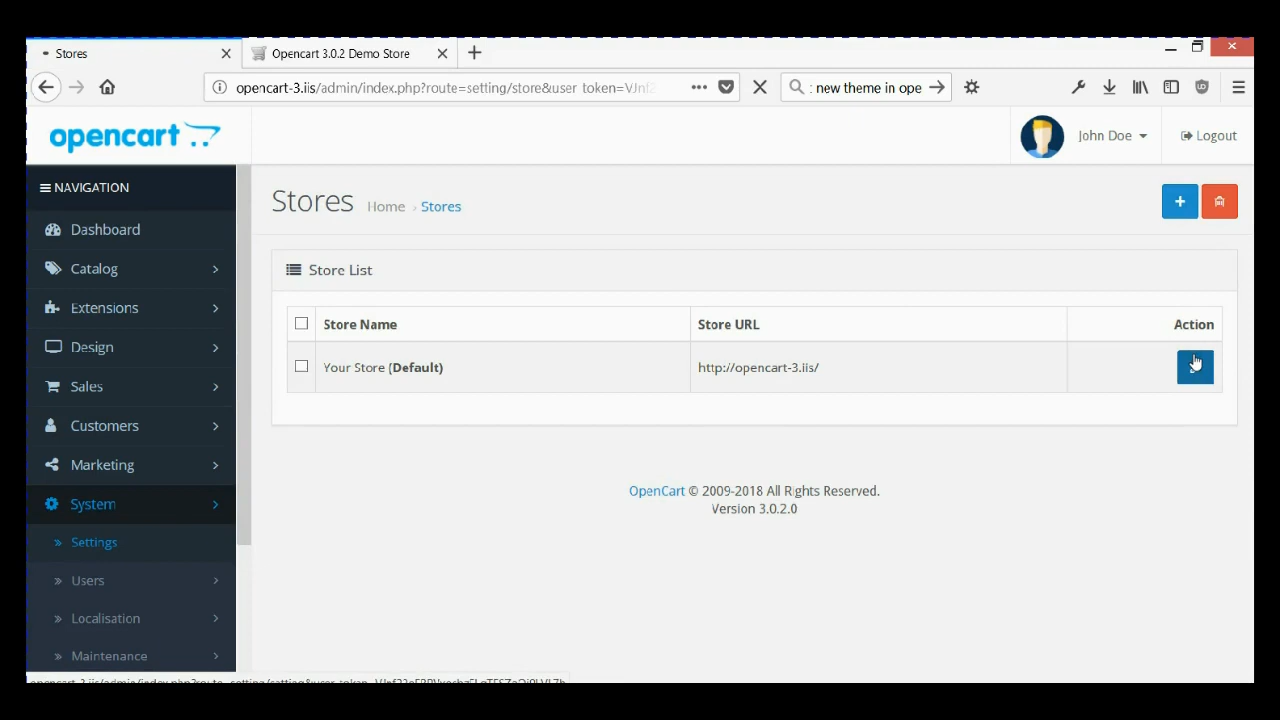 Stores
Opencart 3.0.2 Demo Store
opencart-3.iis/admin/index.php?route=setting/store&user_token=VJnf2
: new theme in ope
opencart
John Doe
Logout
NAVIGATION
Stores
Home › Stores
Dashboard
Catalog
Extensions
Design
Sales
Customers
Marketing
System
Settings
Users
Localisation
Maintenance
Store List
Store Name
Store URL
Action
Your Store (Default)
http://opencart-3.iis/
OpenCart © 2009-2018 All Rights Reserved.
Version 3.0.2.0